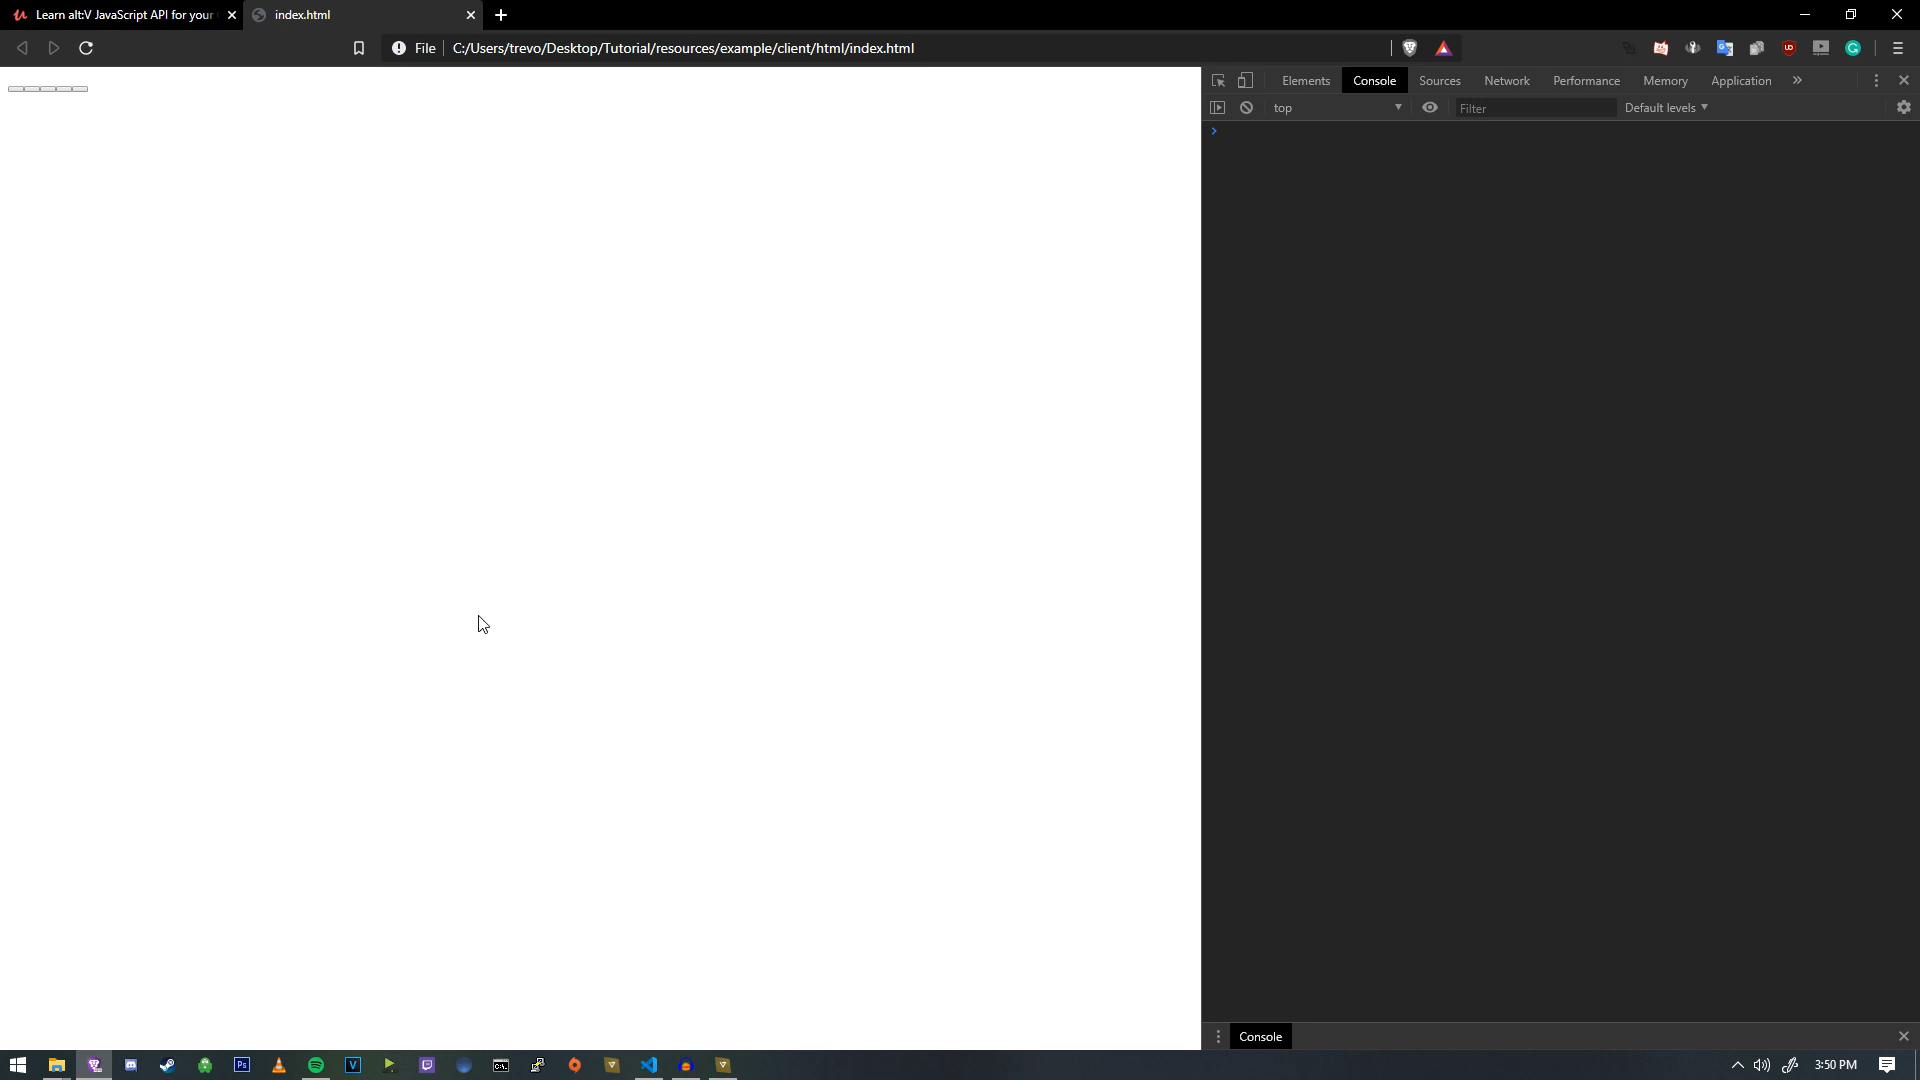 Learn alt:V JavaScript API for your
index.html
File
C:/Users/trevo/Desktop/Tutorial/resources/example/client/html/index.html
Elements
Console
Sources
Network
Performance
Memory
Application
top
Filter
Default levels
Console
3:50 PM